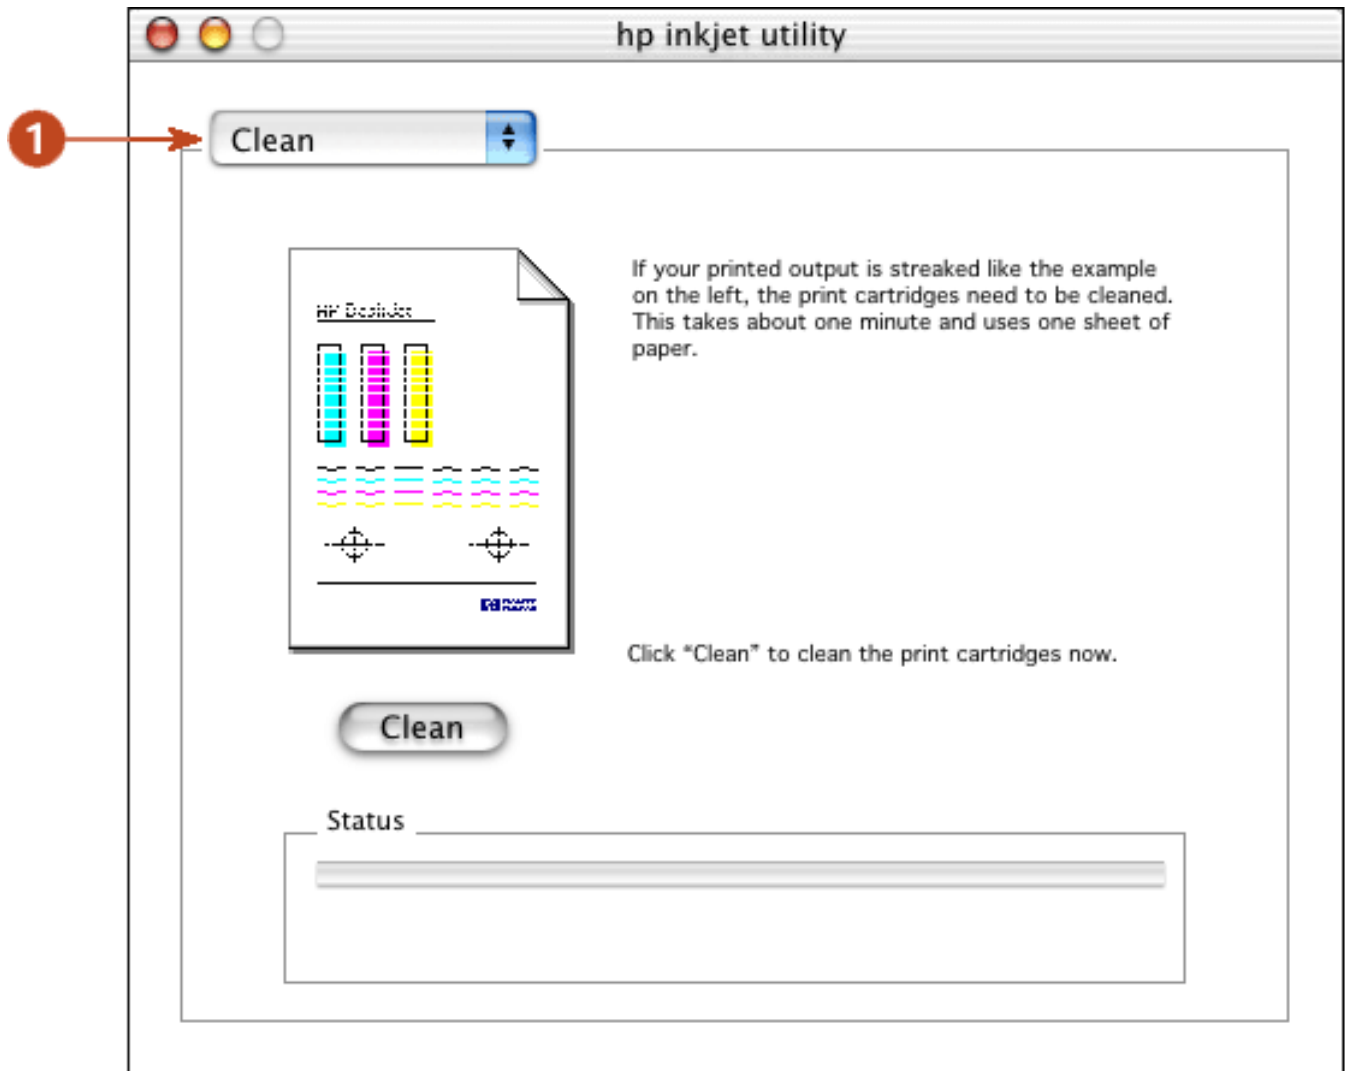 hp inkjet utility
1
Clean
If your printed output is streaked like the example
on the left, the print cartridges need to be cleaned.
This takes about one minute and uses one sheet of
paper.
Click “Clean” to clean the print cartridges now.
Clean
Status